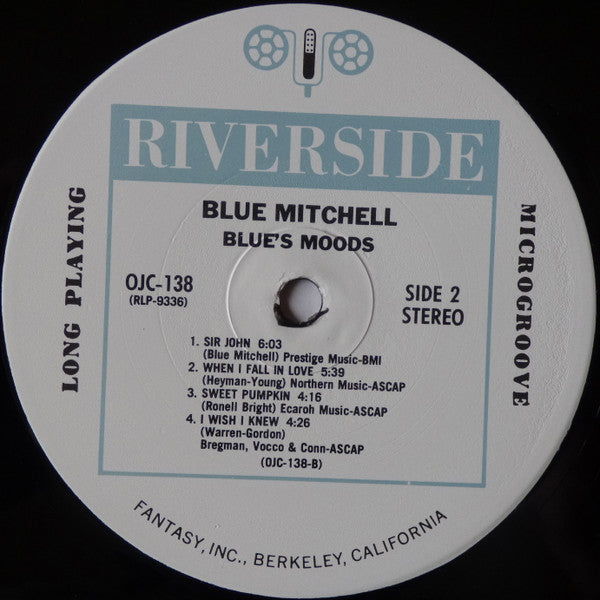 RIVERSIDE
BLUE MITCHELL
BLUE'S MOODS
LONG PLAYING
MICROGROOVE
OJC-138
(RLP-9336)
SIDE 2
STEREO
1. SIR JOHN 6:03
(Blue Mitchell) Prestige Music-BMI
2. WHEN I FALL IN LOVE 5:39
(Heyman-Young) Northern Music-ASCAP
3. SWEET PUMPKIN 4:16
(Ronell Bright) Ecaroh Music-ASCAP
4. I WISH I KNEW 4:26
(Warren-Gordon)
Bregman, Vocco & Conn-ASCAP
(OJC-138-B)
FANTASY, INC., BERKELEY, CALIFORNIA